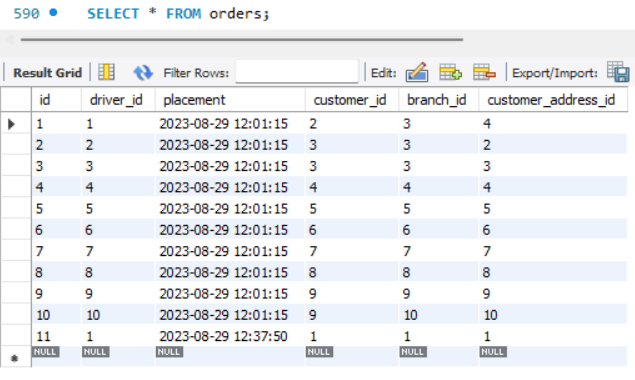 590 SELECT * FROM orders;
Result Grid Filter Rows: Edit: Export/Import:
id driver_id placement customer_id branch_id customer_address_id
1 1 2023-08-29 12:01:15 2 3 4
2 2 2023-08-29 12:01:15 3 3 2
3 3 2023-08-29 12:01:15 3 3 3
4 4 2023-08-29 12:01:15 4 4 4
5 5 2023-08-29 12:01:15 5 5 5
6 6 2023-08-29 12:01:15 6 6 6
7 7 2023-08-29 12:01:15 7 7 7
8 8 2023-08-29 12:01:15 8 8 8
9 9 2023-08-29 12:01:15 9 9 9
10 10 2023-08-29 12:01:15 9 10 10
11 1 2023-08-29 12:37:50 1 1 1
NULL NULL NULL NULL NULL NULL